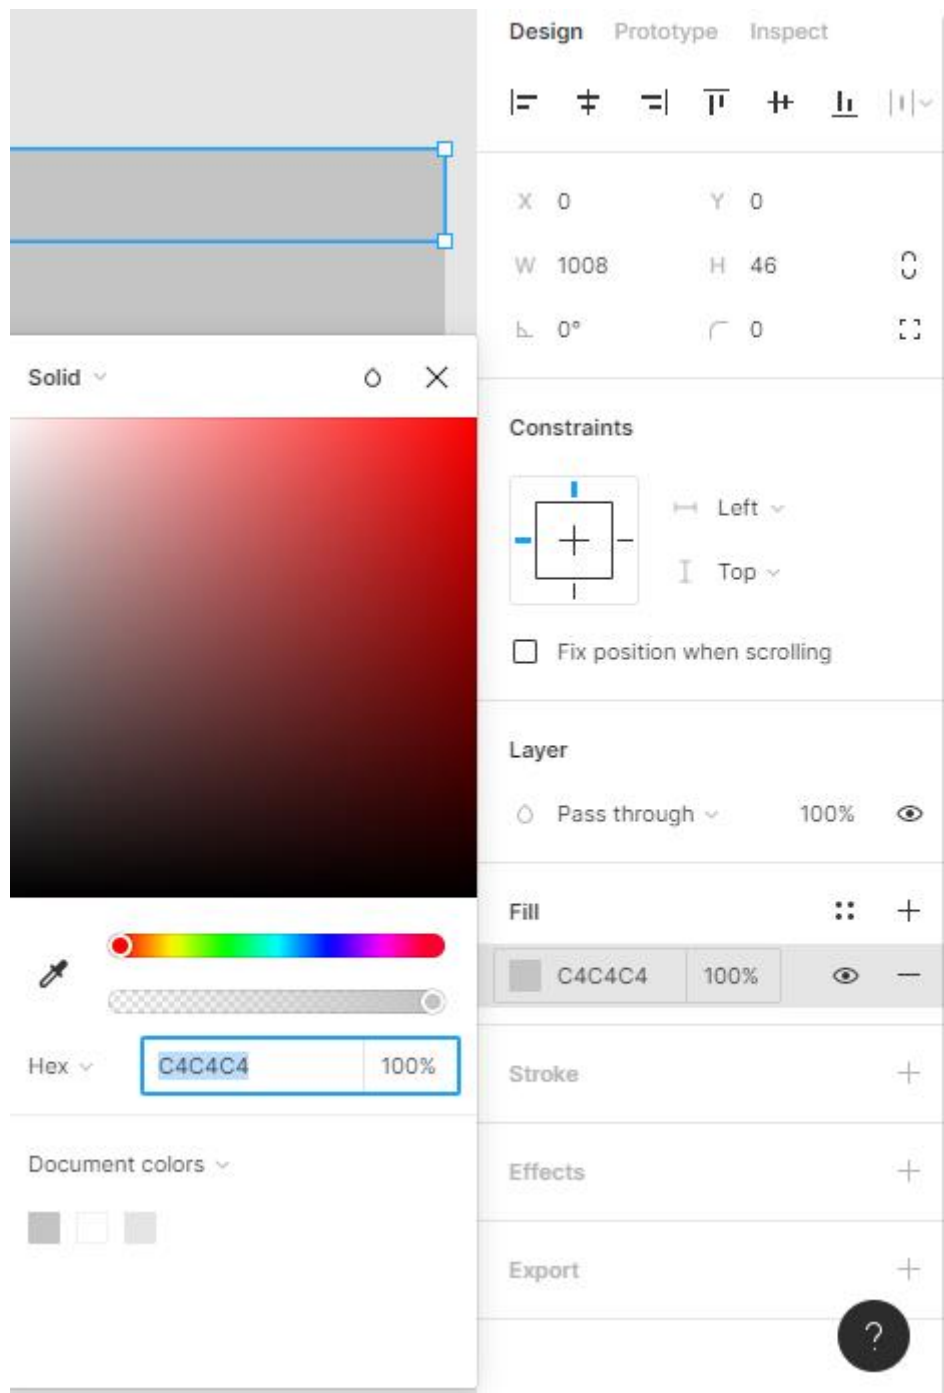 Design Prototype Inspect
X 0 Y 0
W 1008 H 46
0° 0
Solid
Constraints
Left
Top
Fix position when scrolling
Layer
Pass through 100%
Fill
C4C4C4 100%
Hex C4C4C4 100%
Stroke
Document colors
Effects
Export
?